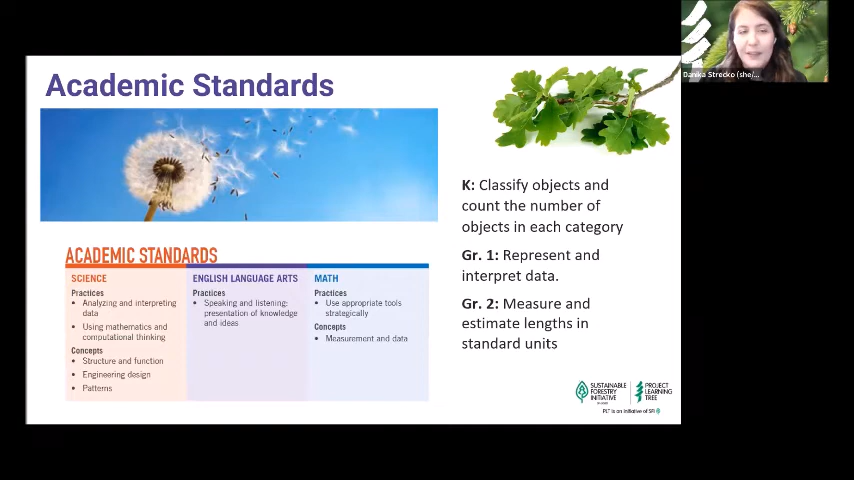 Academic Standards
Danika Strecko (she/...
K: Classify objects and
count the number of
objects in each category
Gr. 1: Represent and
interpret data.
Gr. 2: Measure and
estimate lengths in
standard units
ACADEMIC STANDARDS
SCIENCE
Practices
• Analyzing and interpreting
data
• Using mathematics and
computational thinking
Concepts
• Structure and function
• Engineering design
• Patterns
ENGLISH LANGUAGE ARTS
Practices
• Speaking and listening:
presentation of knowledge
and ideas
MATH
Practices
• Use appropriate tools
strategically
Concepts
• Measurement and data
SUSTAINABLE
FORESTRY
INITIATIVE
PROJECT
LEARNING
TREE
PLT is an initiative of SFI